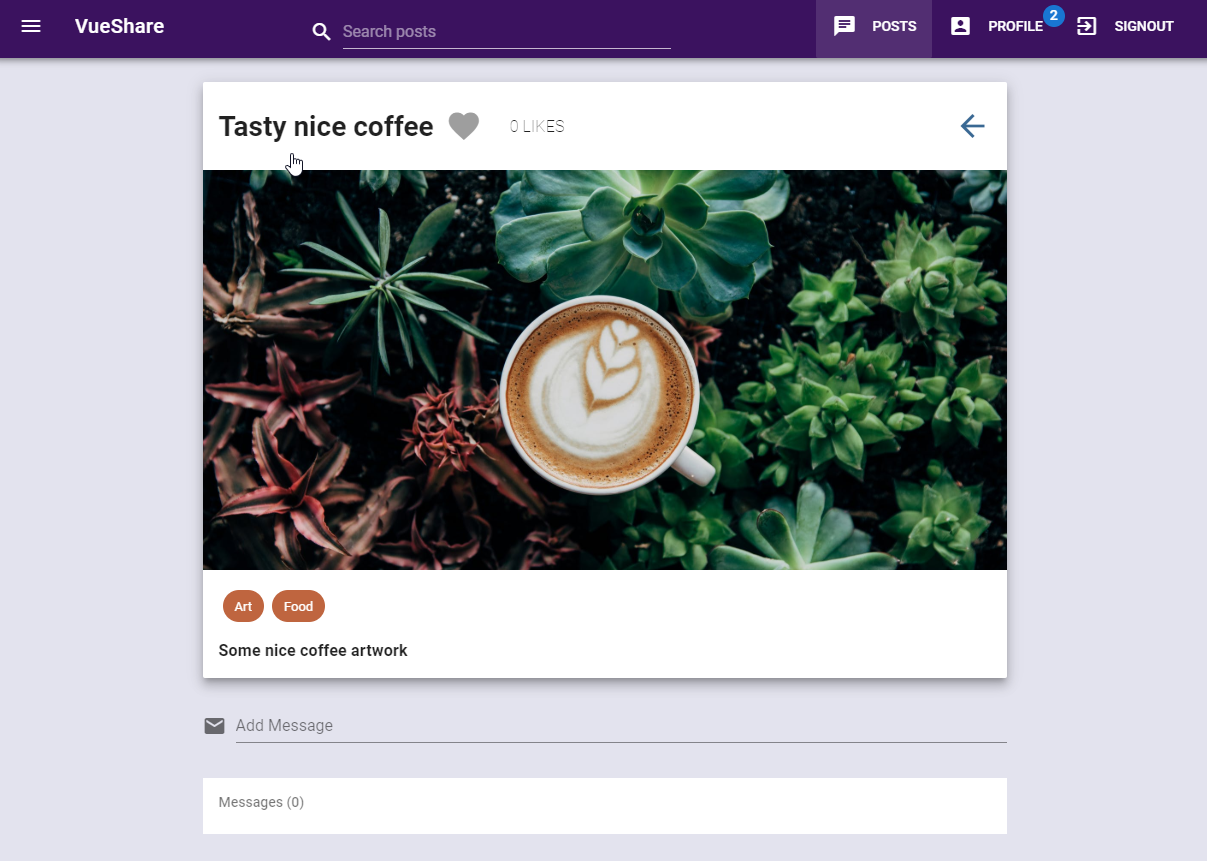 VueShare
Search posts
POSTS
PROFILE
2
SIGNOUT
Tasty nice coffee
0 LIKES
Art
Food
Some nice coffee artwork
Add Message
Messages (0)